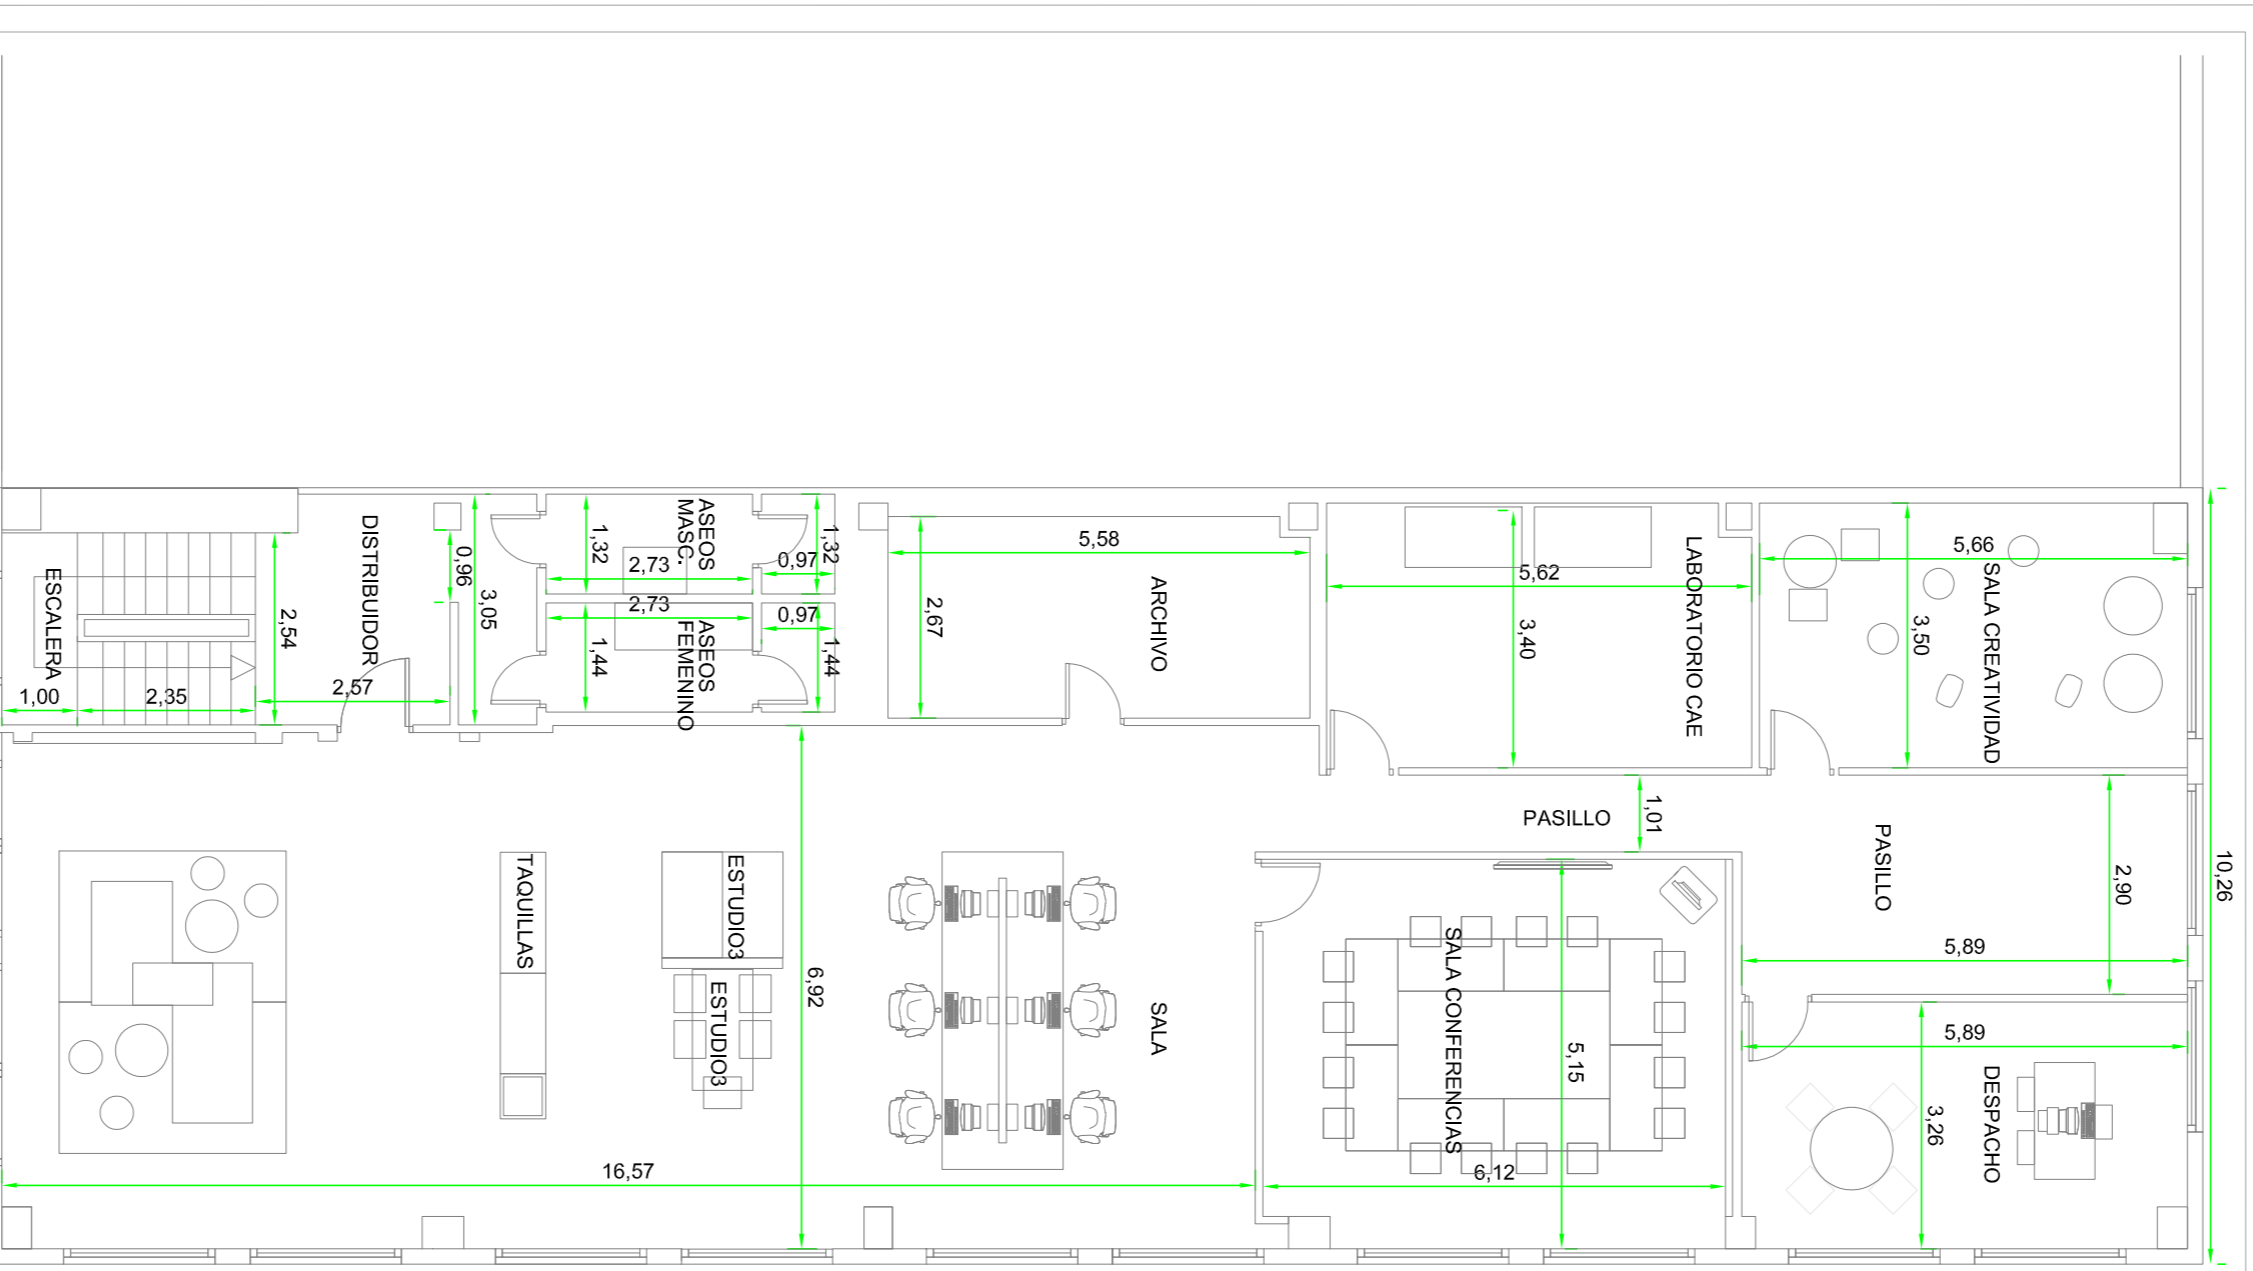 ESCALERA
1,00
2,35
2,54
DISTRIBUIDOR
2,57
0,96
3,05
ASEOS
MASC.
1,32
2,73
0,97
1,32
ASEOS
FEMENINO
2,73
1,44
0,97
1,44
ARCHIVO
5,58
2,67
LABORATORIO CAE
5,62
3,40
SALA CREATIVIDAD
5,66
3,50
PASILLO
1,01
PASILLO
2,90
5,89
10,26
TAQUILLAS
ESTUDIO3
ESTUDIO3
6,92
SALA
16,57
SALA CONFERENCIAS
5,15
6,12
DESPACHO
5,89
3,26